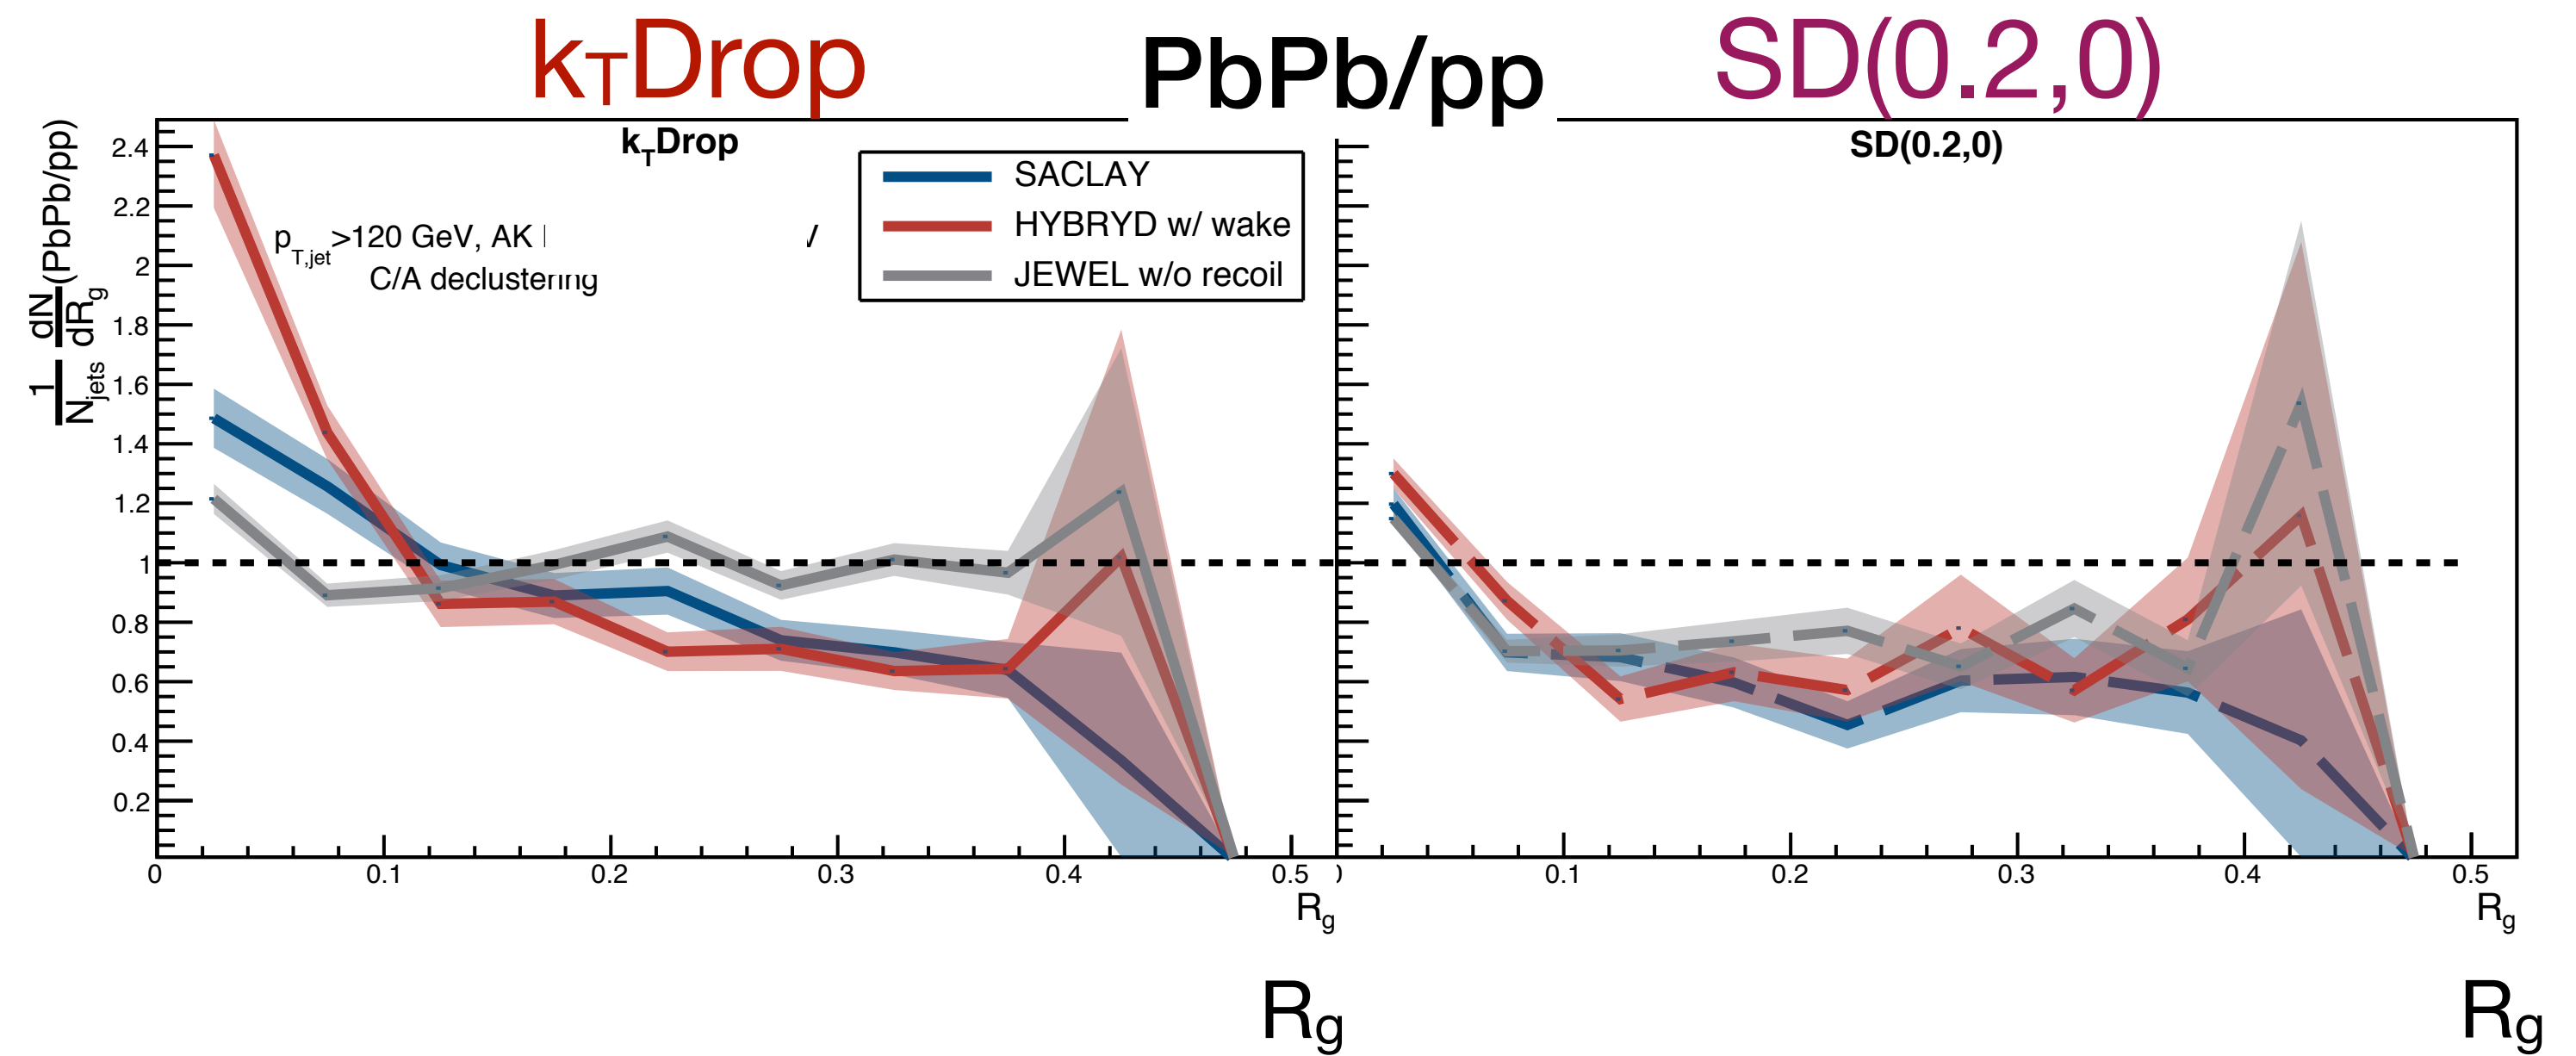 kTDrop PbPb/pp SD(0.2,0)
kTDrop
SACLAY
HYBRYD w/ wake
JEWEL w/o recoil
pT,jet>120 GeV, AK
C/A declustering
1/Njets dN/dRg (PbPb/pp)
2.4
2.2
2
1.8
1.6
1.4
1.2
1
0.8
0.6
0.4
0.2
0 0.1 0.2 0.3 0.4 0.5
Rg
Rg
SD(0.2,0)
0.1 0.2 0.3 0.4 0.5
Rg
Rg